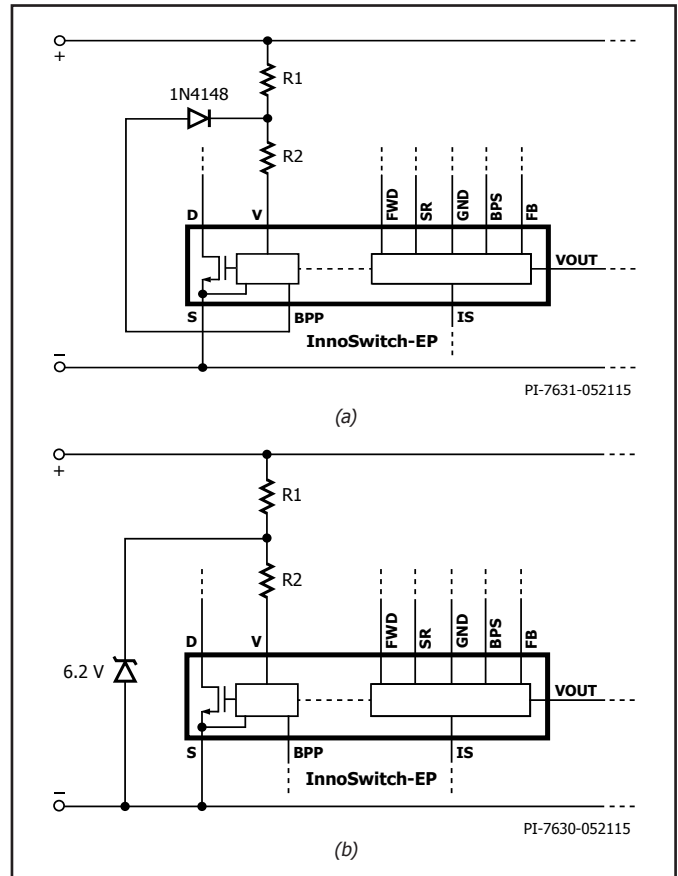 +
R1
1N4148
R2
D
V
FWD
SR
GND
BPS
FB
VOUT
S
BPP
IS
InnoSwitch-EP
–
PI-7631-052115
(a)
+
R1
R2
D
V
FWD
SR
GND
BPS
FB
6.2 V
VOUT
S
BPP
IS
InnoSwitch-EP
–
PI-7630-052115
(b)